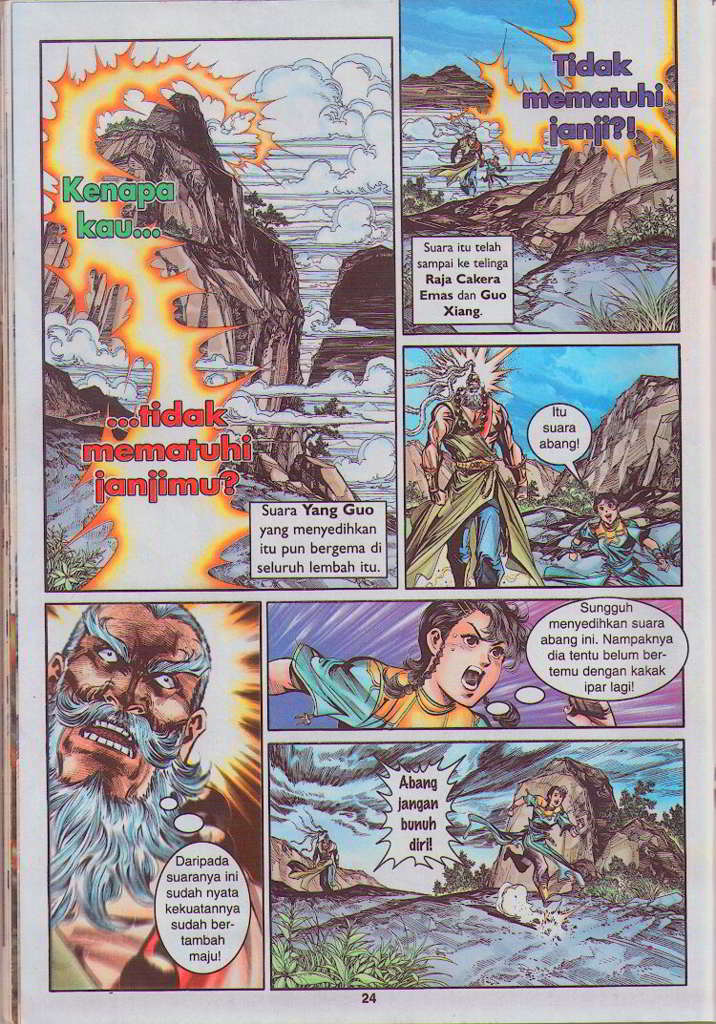 Kenapa
kau...
...tidak
mematuhi
janjimu?
Suara Yang Guo
yang menyedihkan
itu pun bergema di
seluruh lembah itu.
Tidak
mematuhi
janji?!
Suara itu telah
sampai ke telinga
Raja Cakera
Emas dan Guo
Xiang.
Itu
suara
abang!
Daripada
suaranya ini
sudah nyata
kekuatannya
sudah ber-
tambah
maju!
Sungguh
menyedihkan suara
abang ini. Nampaknya
dia tentu belum ber-
temu dengan kakak
ipar lagi!
Abang
jangan
bunuh
diri!
24